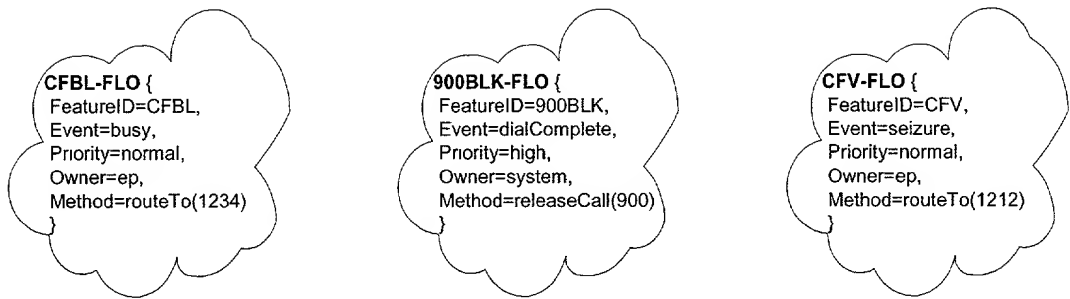 CFBL-FLO {
FeatureID=CFBL,
Event=busy,
Priority=normal,
Owner=ep,
Method=routeTo(1234)
}
900BLK-FLO {
FeatureID=900BLK,
Event=dialComplete,
Priority=high,
Owner=system,
Method=releaseCall(900)
}
CFV-FLO {
FeatureID=CFV,
Event=seizure,
Priority=normal,
Owner=ep,
Method=routeTo(1212)
}